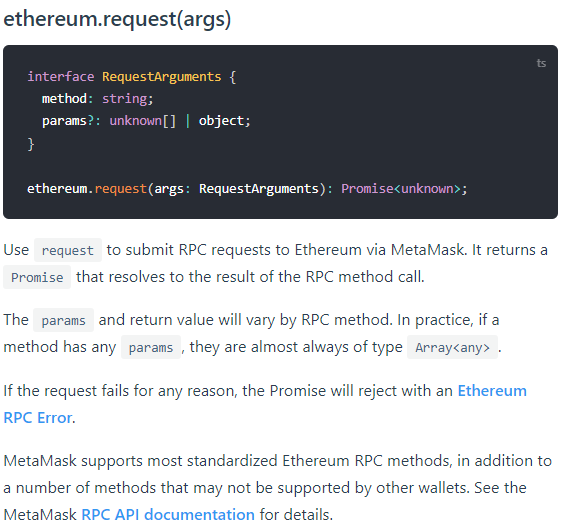 ethereum.request(args)
ts
interface RequestArguments {
  method: string;
  params?: unknown[] | object;
}
ethereum.request(args: RequestArguments): Promise<unknown>;
Use request to submit RPC requests to Ethereum via MetaMask. It returns a
Promise that resolves to the result of the RPC method call.
The params and return value will vary by RPC method. In practice, if a
method has any params, they are almost always of type Array<any>.
If the request fails for any reason, the Promise will reject with an Ethereum
RPC Error.
MetaMask supports most standardized Ethereum RPC methods, in addition to
a number of methods that may not be supported by other wallets. See the
MetaMask RPC API documentation for details.